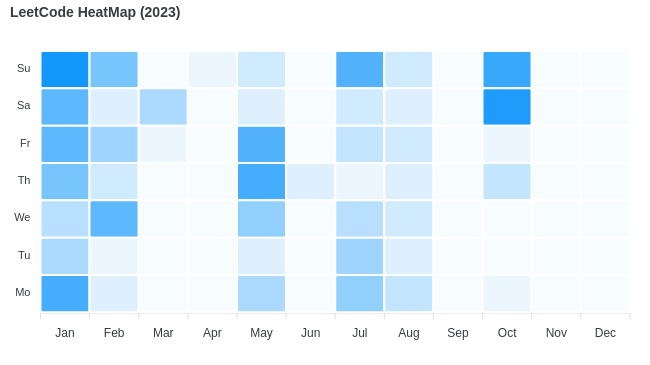 LeetCode HeatMap (2023)
Su
Sa
Fr
Th
We
Tu
Mo
Jan Feb Mar Apr May Jun Jul Aug Sep Oct Nov Dec